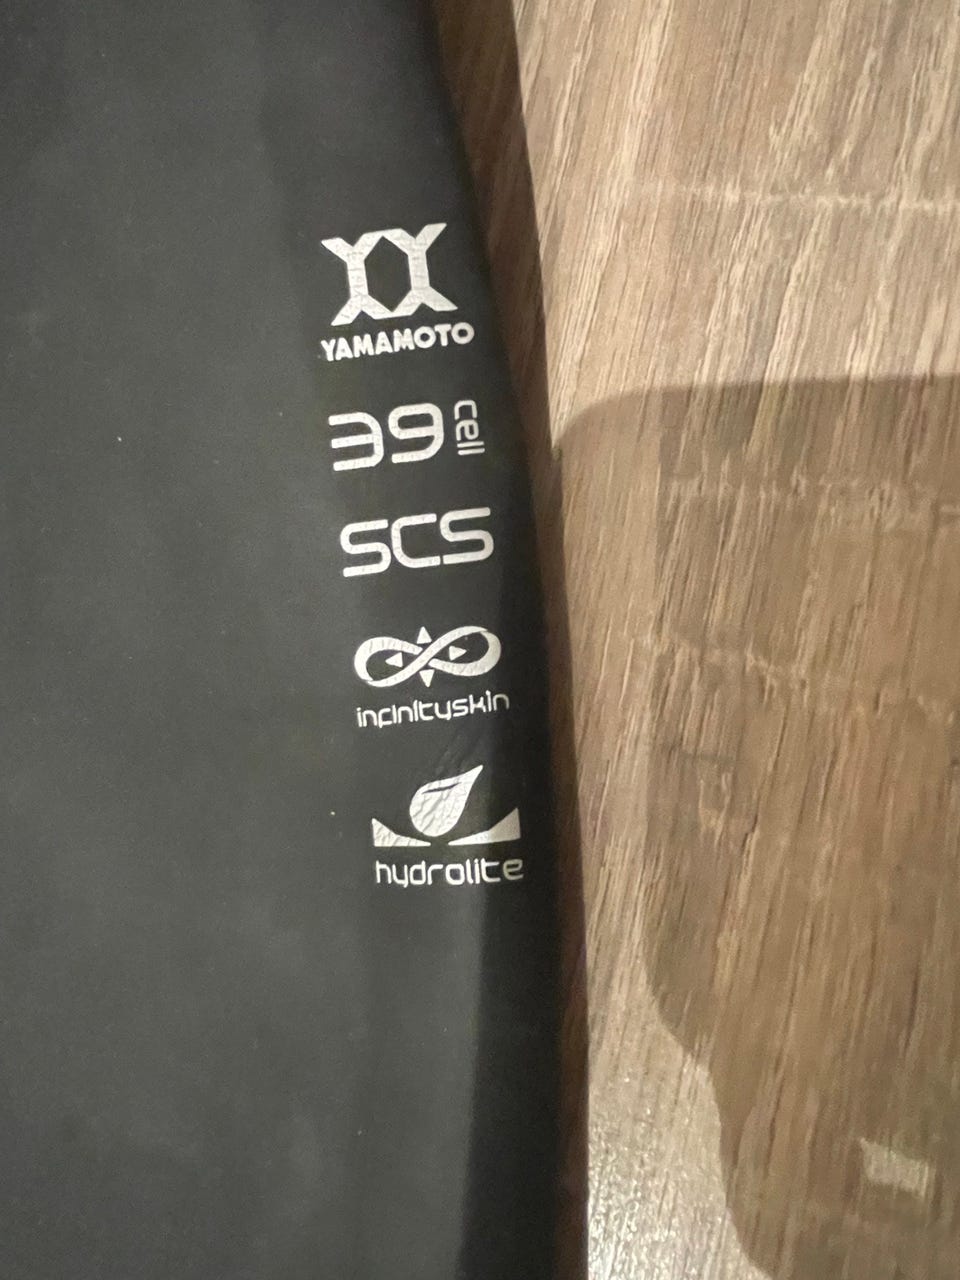 YAMAMOTO
39 cell
SCS
infinityskin
hydrolite